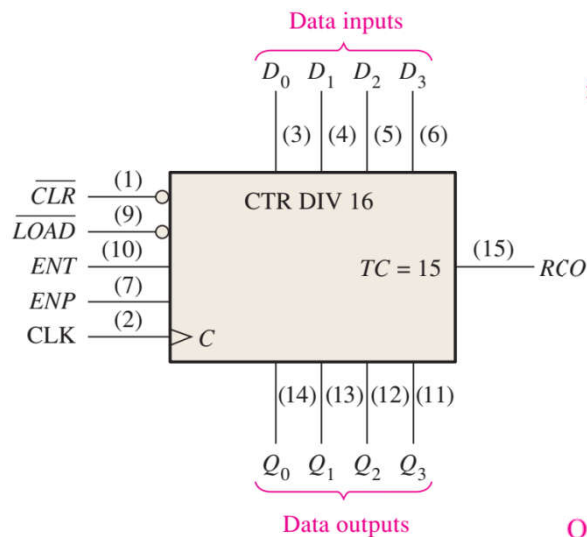 Data inputs
D0 D1 D2 D3
(3) (4) (5) (6)
CLR (1)
LOAD (9)
ENT (10)
ENP (7)
CLK (2)
CTR DIV 16
TC = 15
(15) RCO
C
(14) (13) (12) (11)
Q0 Q1 Q2 Q3
Data outputs